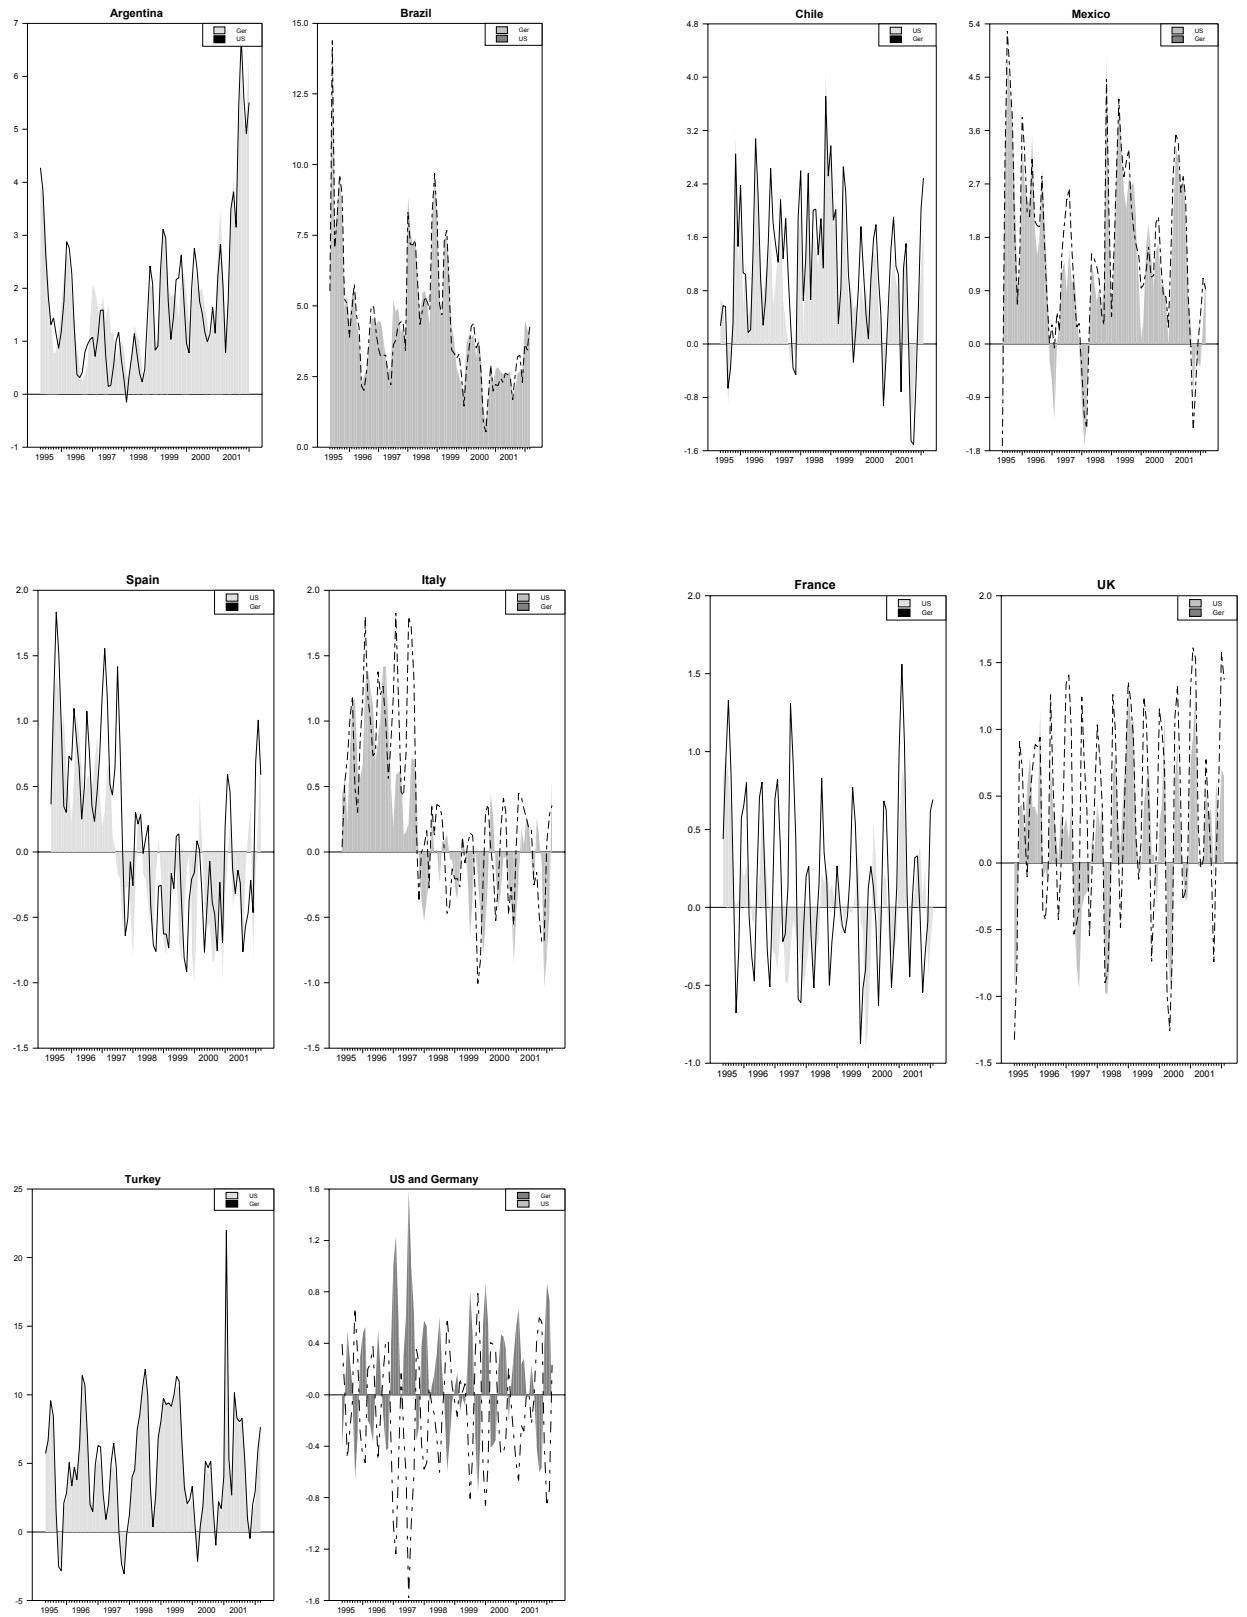 Argentina
Ger
US
7
6
5
4
3
2
1
0
-1
1995 1996 1997 1998 1999 2000 2001
Brazil
Ger
US
15.0
12.5
10.0
7.5
5.0
2.5
0.0
1995 1996 1997 1998 1999 2000 2001
Chile
US
Ger
4.8
4.0
3.2
2.4
1.6
0.8
0.0
-0.8
-1.6
1995 1996 1997 1998 1999 2000 2001
Mexico
US
Ger
5.4
4.5
3.6
2.7
1.8
0.9
0.0
-0.9
-1.8
1995 1996 1997 1998 1999 2000 2001
Spain
US
Ger
2.0
1.5
1.0
0.5
0.0
-0.5
-1.0
-1.5
1995 1996 1997 1998 1999 2000 2001
Italy
US
Ger
2.0
1.5
1.0
0.5
0.0
-0.5
-1.0
-1.5
1995 1996 1997 1998 1999 2000 2001
France
US
Ger
2.0
1.5
1.0
0.5
0.0
-0.5
-1.0
1995 1996 1997 1998 1999 2000 2001
UK
US
Ger
2.0
1.5
1.0
0.5
0.0
-0.5
-1.0
-1.5
1995 1996 1997 1998 1999 2000 2001
Turkey
US
Ger
25
20
15
10
5
0
-5
1995 1996 1997 1998 1999 2000 2001
US and Germany
Ger
US
1.6
1.2
0.8
0.4
-0.0
-0.4
-0.8
-1.2
-1.6
1995 1996 1997 1998 1999 2000 2001